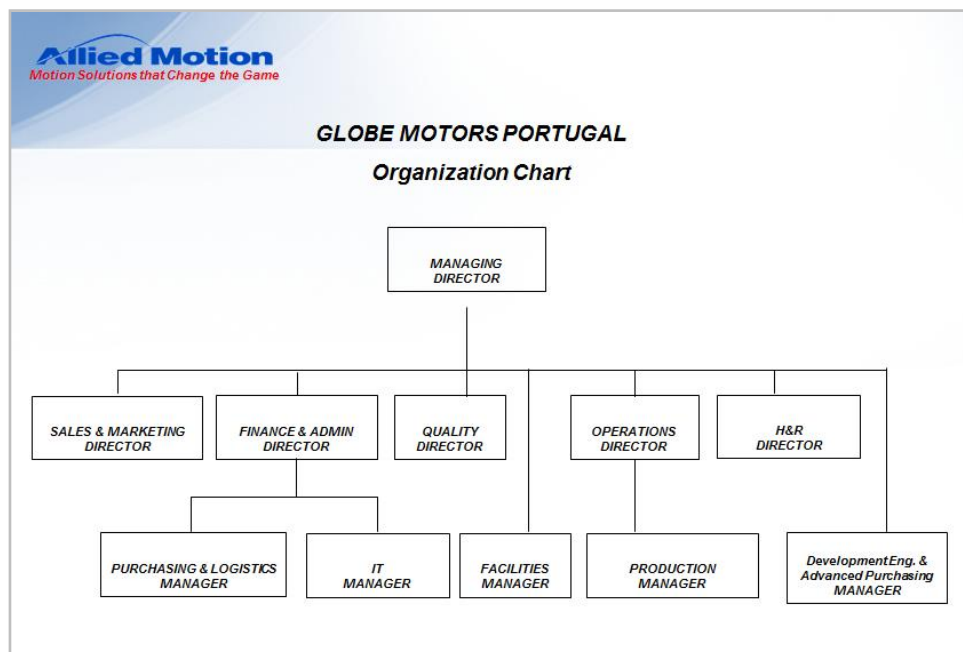 Allied Motion
Motion Solutions that Change the Game
GLOBE MOTORS PORTUGAL
Organization Chart
MANAGING
DIRECTOR
SALES & MARKETING
DIRECTOR
FINANCE & ADMIN
DIRECTOR
QUALITY
DIRECTOR
OPERATIONS
DIRECTOR
H&R
DIRECTOR
PURCHASING & LOGISTICS
MANAGER
IT
MANAGER
FACILITIES
MANAGER
PRODUCTION
MANAGER
Development Eng. &
Advanced Purchasing
MANAGER